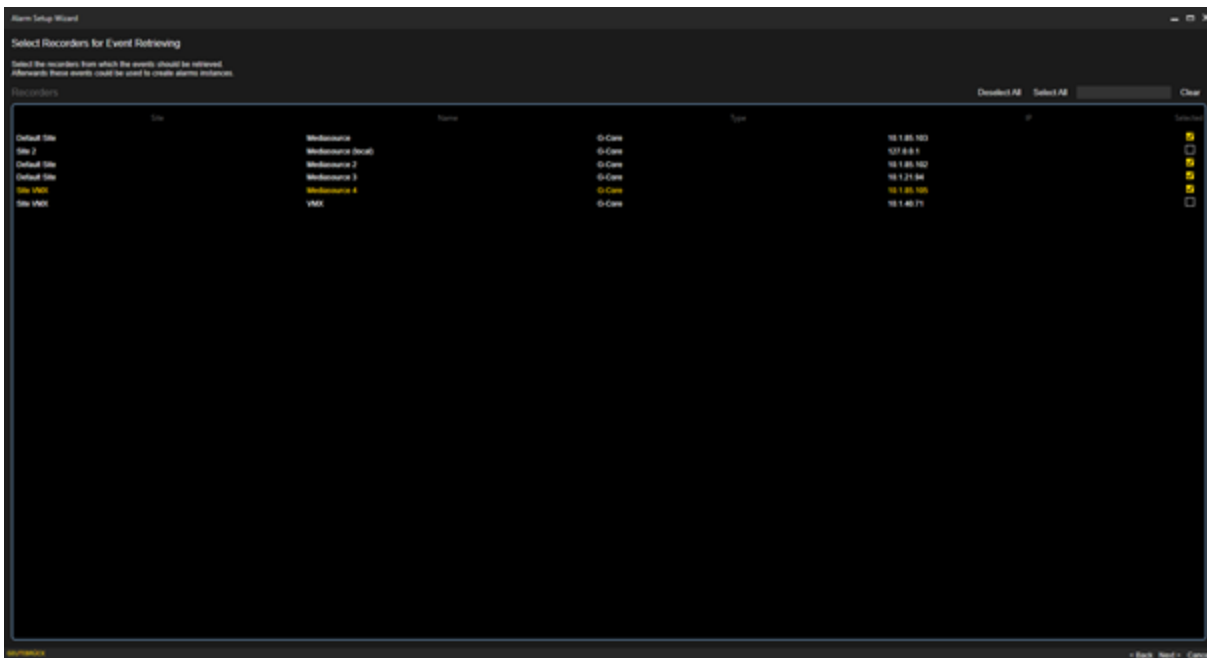 Alarm Setup Wizard
Select Recorders for Event Retrieving
Select the recorders from which the events should be retrieved.
Afterwards these events could be used to create alarms instances.
Recorders Deselect All Select All Clear
Site Name Type IP Selected
Default Site Mediasource G-Core 10.1.85.103
Site 2 Mediasource (local) G-Core 127.0.0.1
Default Site Mediasource 2 G-Core 10.1.85.102
Default Site Mediasource 3 G-Core 10.1.21.94
Site VMX Mediasource 4 G-Core 10.1.85.105
Site VMX VMX G-Core 10.1.40.71
GEUTEBRÜCK < Back Next > Cance